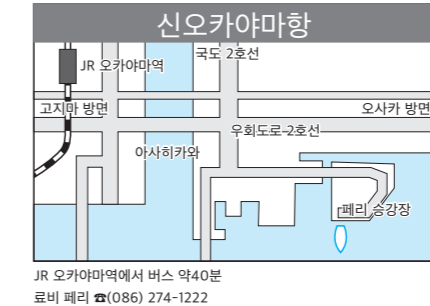 신오카야마항
국도 2호선
JR 오카야마역
고지마 방면
오사카 방면
우회도로 2호선
아사히카와
페리 승강장
JR 오카야마역에서 버스 약40분
료비 페리 ☎(086) 274-1222